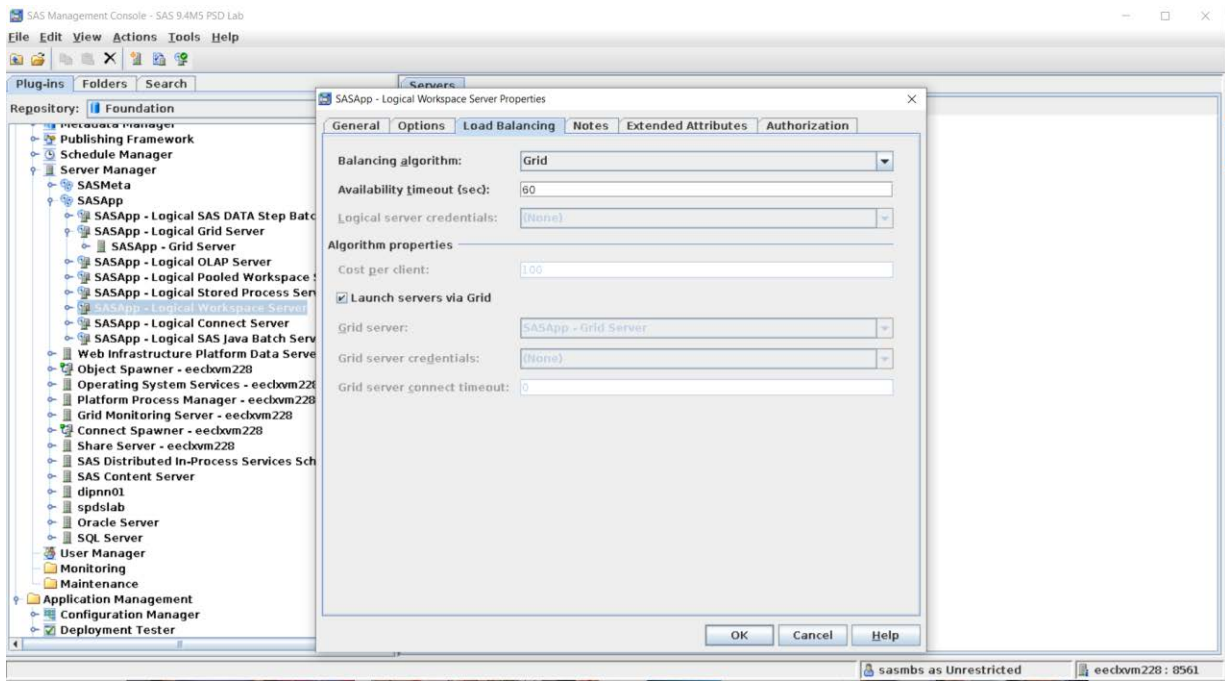 SAS Management Console - SAS 9.4M5 PSD Lab
File Edit View Actions Tools Help
Plug-ins Folders Search
Repository: Foundation
Metadata Manager
Publishing Framework
Schedule Manager
Server Manager
SASMeta
SASApp
SASApp - Logical SAS DATA Step Batc
SASApp - Logical Grid Server
SASApp - Grid Server
SASApp - Logical OLAP Server
SASApp - Logical Pooled Workspace S
SASApp - Logical Stored Process Serv
SASApp - Logical Workspace Server
SASApp - Logical Connect Server
SASApp - Logical SAS Java Batch Serv
Web Infrastructure Platform Data Serve
Object Spawner - eeclxvm228
Operating System Services - eeclxvm228
Platform Process Manager - eeclxvm228
Grid Monitoring Server - eeclxvm228
Connect Spawner - eeclxvm228
Share Server - eeclxvm228
SAS Distributed In-Process Services Sch
SAS Content Server
dipnn01
spdslab
Oracle Server
SQL Server
User Manager
Monitoring
Maintenance
Application Management
Configuration Manager
Deployment Tester
Servers
SASApp - Logical Workspace Server Properties
General Options Load Balancing Notes Extended Attributes Authorization
Balancing algorithm: Grid
Availability timeout (sec): 60
Logical server credentials: (None)
Algorithm properties
Cost per client: 100
Launch servers via Grid
Grid server: SASApp - Grid Server
Grid server credentials: (None)
Grid server connect timeout: 0
OK Cancel Help
sasmbs as Unrestricted eeclxvm228 : 8561